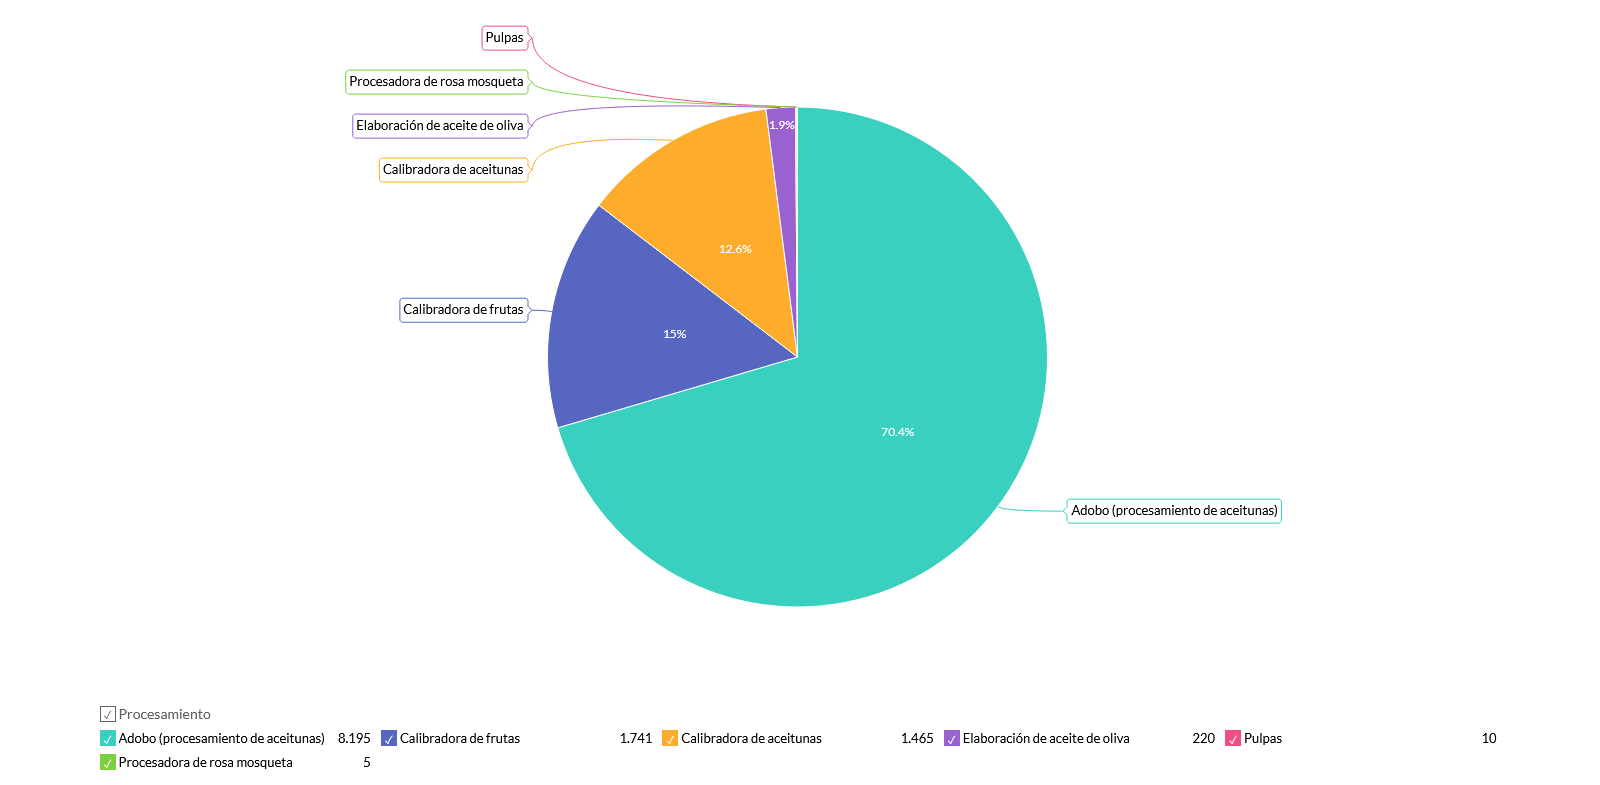 Pulpas
Procesadora de rosa mosqueta
Elaboración de aceite de oliva
1.9%
Calibradora de aceitunas
12.6%
Calibradora de frutas
15%
70.4%
Adobo (procesamiento de aceitunas)
Procesamiento
Adobo (procesamiento de aceitunas) 8.195 Calibradora de frutas 1.741 Calibradora de aceitunas 1.465 Elaboración de aceite de oliva 220 Pulpas 10
Procesadora de rosa mosqueta 5